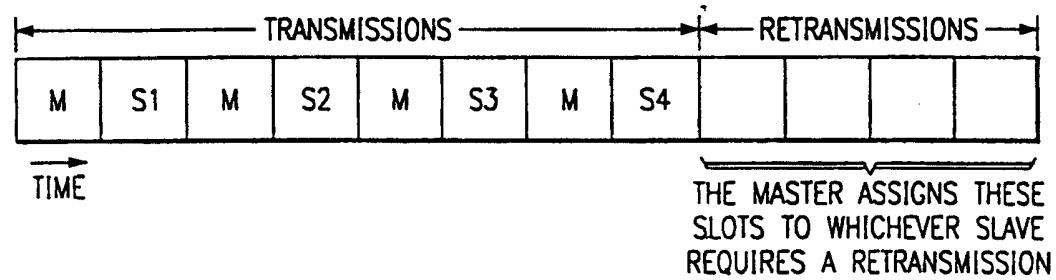 TRANSMISSIONS RETRANSMISSIONS
M S1 M S2 M S3 M S4
TIME
THE MASTER ASSIGNS THESE
SLOTS TO WHICHEVER SLAVE
REQUIRES A RETRANSMISSION